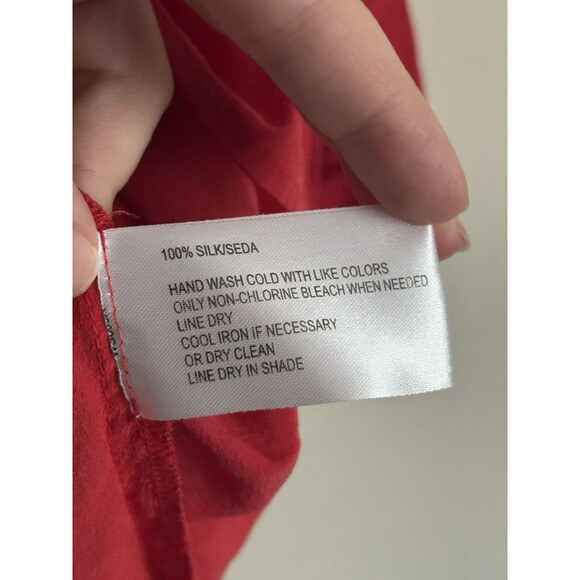 100% SILK/SEDA
HAND WASH COLD WITH LIKE COLORS
ONLY NON-CHLORINE BLEACH WHEN NEEDED
LINE DRY
COOL IRON IF NECESSARY
OR DRY CLEAN
LINE DRY IN SHADE